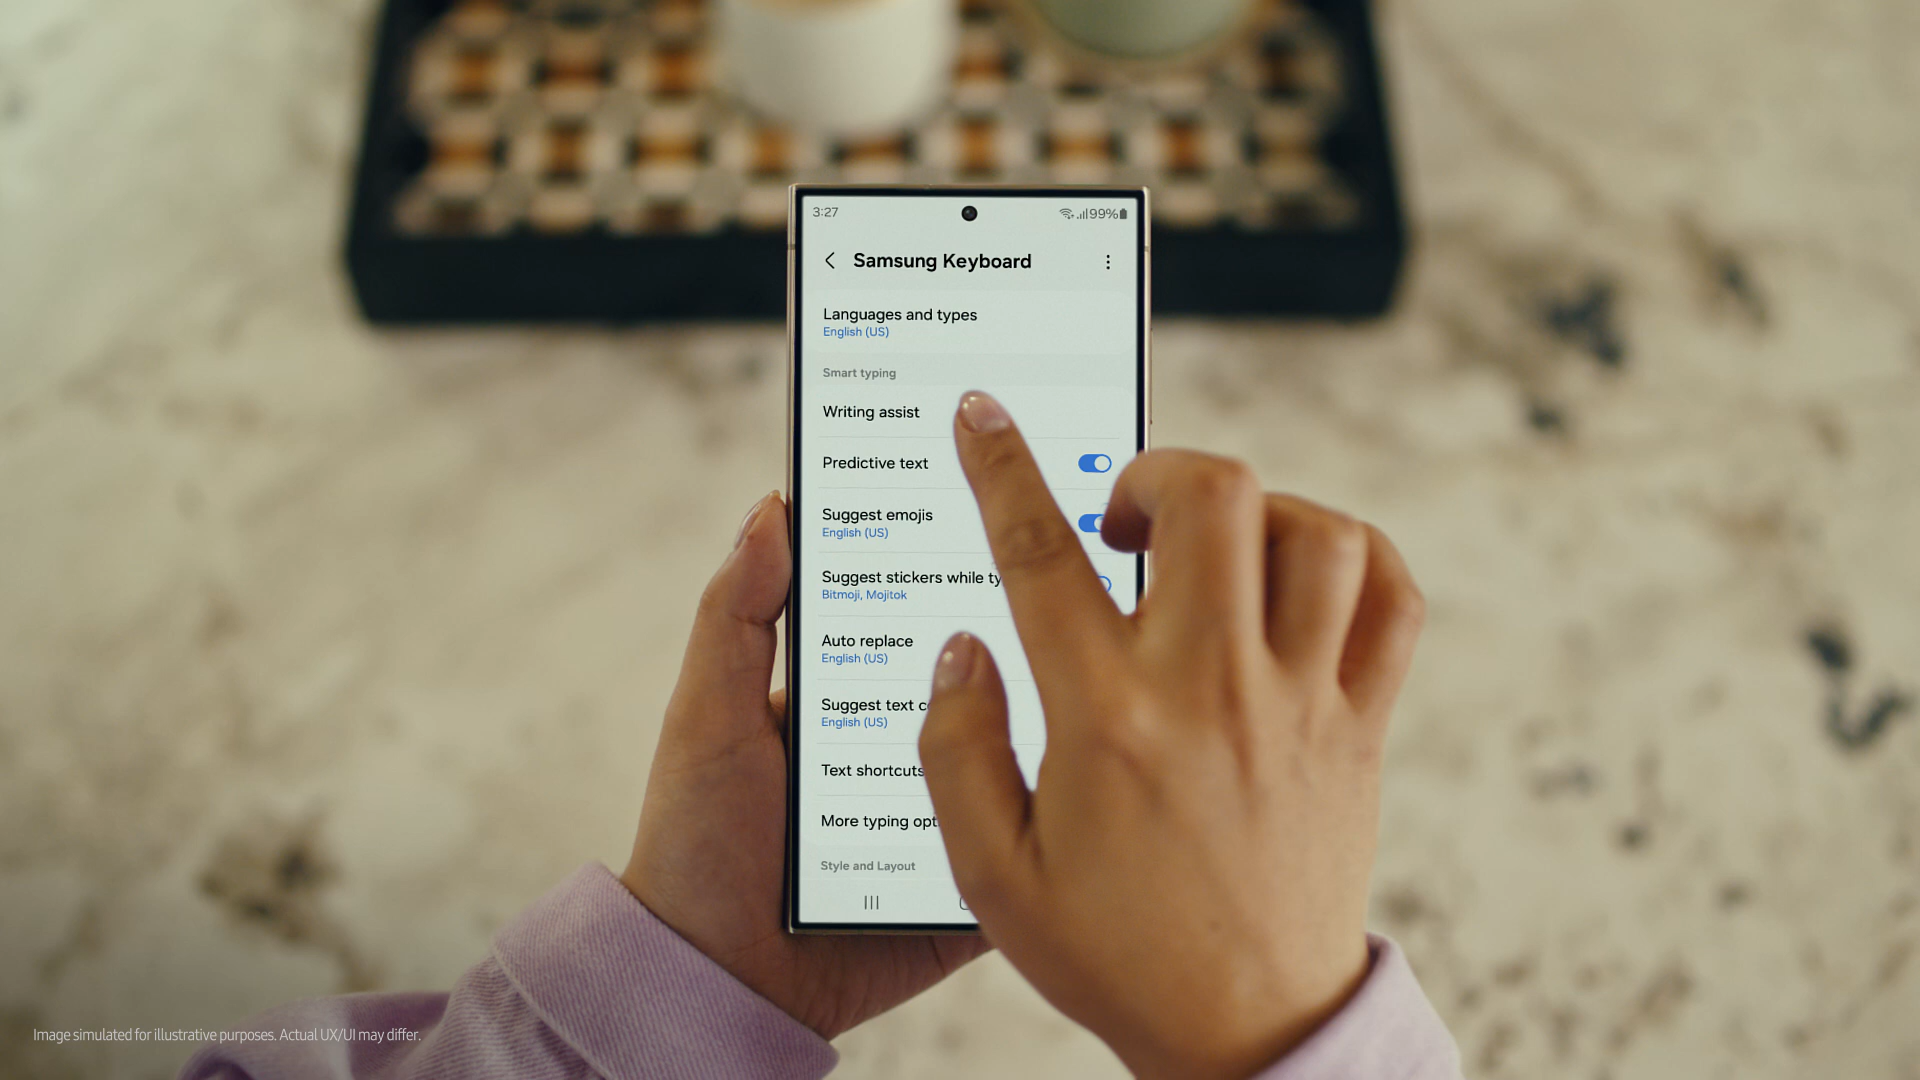 3:27
99%
Samsung Keyboard
Languages and types
English (US)
Smart typing
Writing assist
Predictive text
Suggest emojis
English (US)
Suggest stickers while
Bitmoji, Mojitok
Auto replace
English (US)
Suggest text
English (US)
Text shortcuts
More typing
Style and Layout
Image simulated for illustrative purposes. Actual UX/UI may differ.